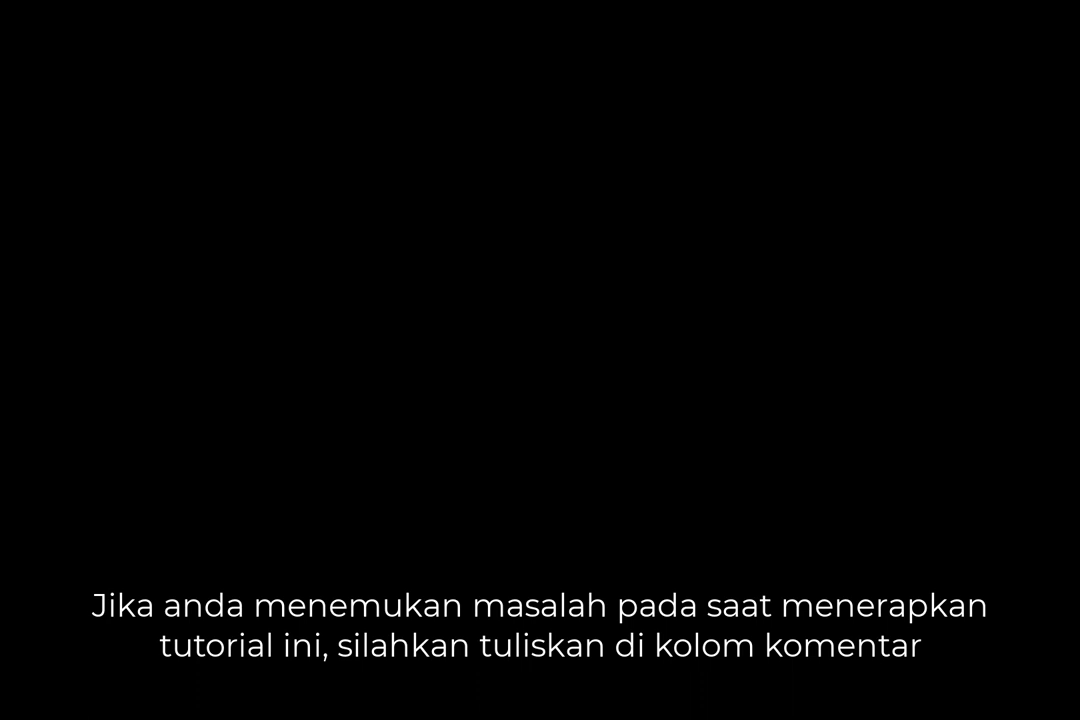 Jika anda menemukan masalah pada saat menerapkan
tutorial ini, silahkan tuliskan di kolom komentar